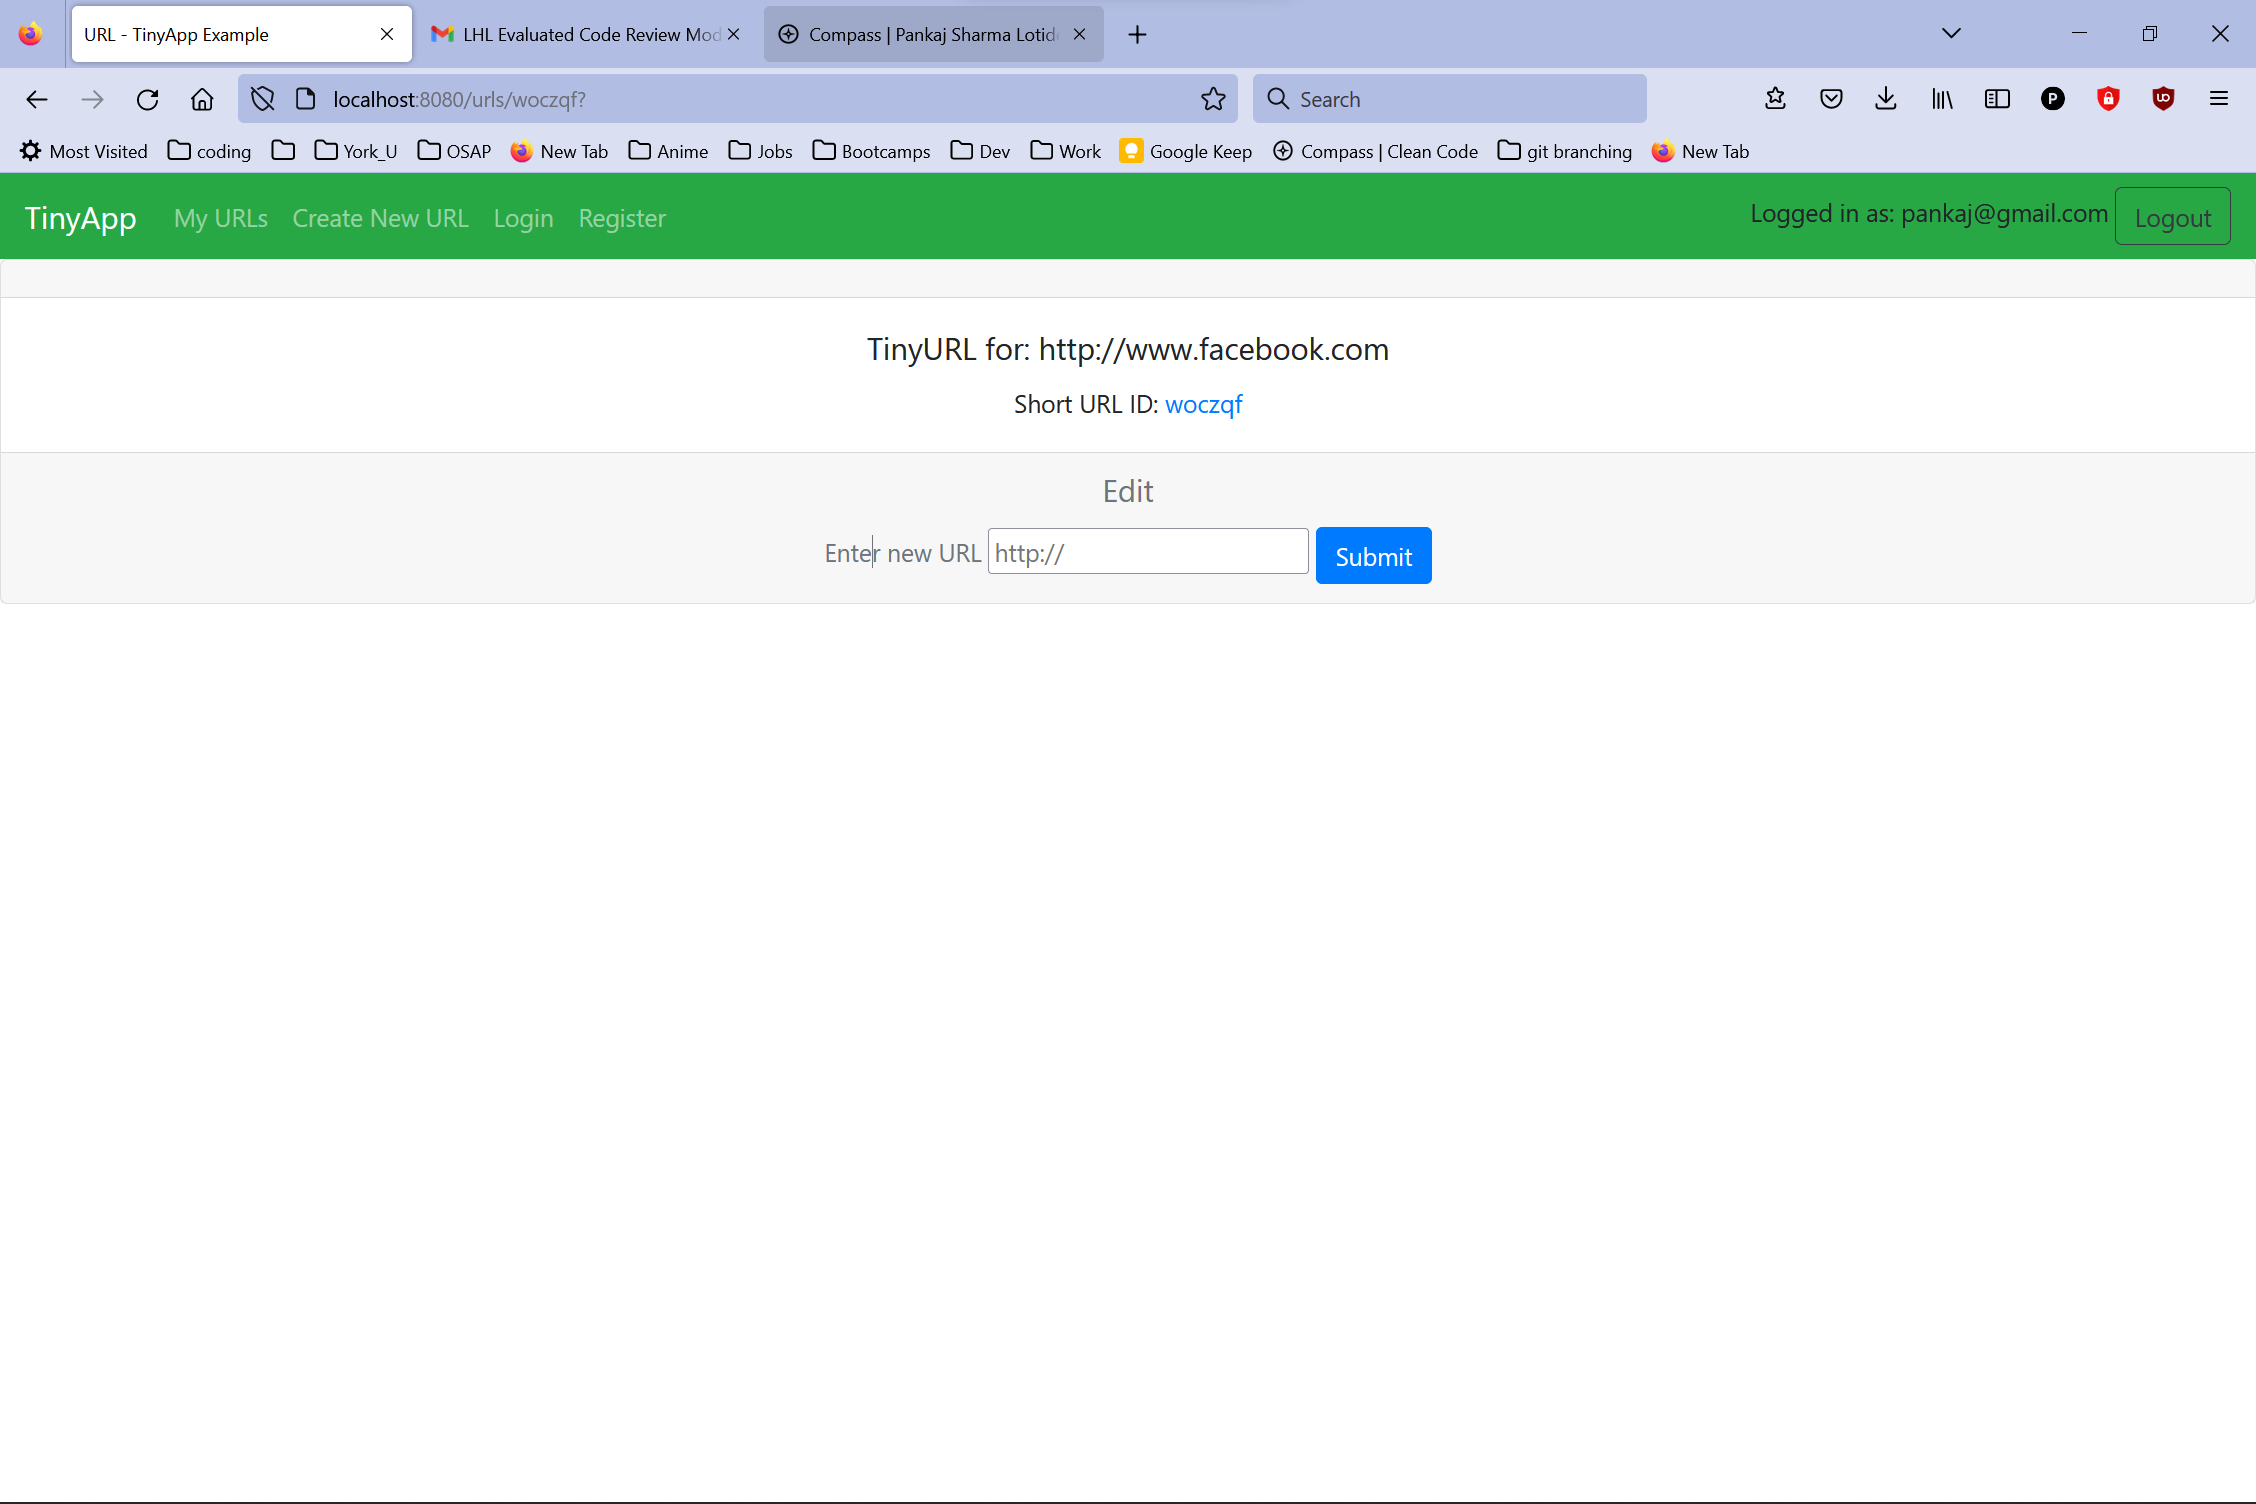 URL - TinyApp Example LHL Evaluated Code Review Mod Compass | Pankaj Sharma Lotid
localhost:8080/urls/woczqf? Search
Most Visited coding York_U OSAP New Tab Anime Jobs Bootcamps Dev Work Google Keep Compass | Clean Code git branching New Tab
TinyApp My URLs Create New URL Login Register Logged in as: pankaj@gmail.com Logout
TinyURL for: http://www.facebook.com
Short URL ID: woczqf
Edit
Enter new URL http:// Submit